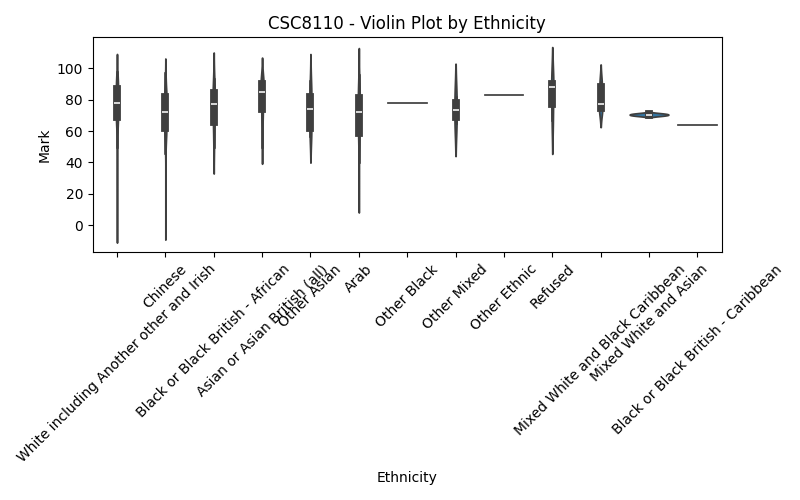 CSC8110 - Violin Plot by Ethnicity
Mark
100
80
60
40
20
0
White including Another other and Irish
Chinese
Black or Black British - African
Asian or Asian British (all)
Other Asian
Arab
Other Black
Other Mixed
Other Ethnic
Refused
Mixed White and Black Caribbean
Mixed White and Asian
Black or Black British - Caribbean
Ethnicity